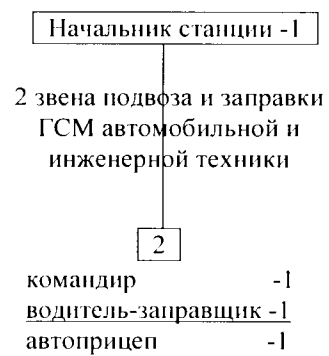 Начальник станции -1
2 звена подвоза и заправки
ГСМ автомобильной и
инженерной техники
2
командир -1
водитель-заправщик -1
автоприцеп -1